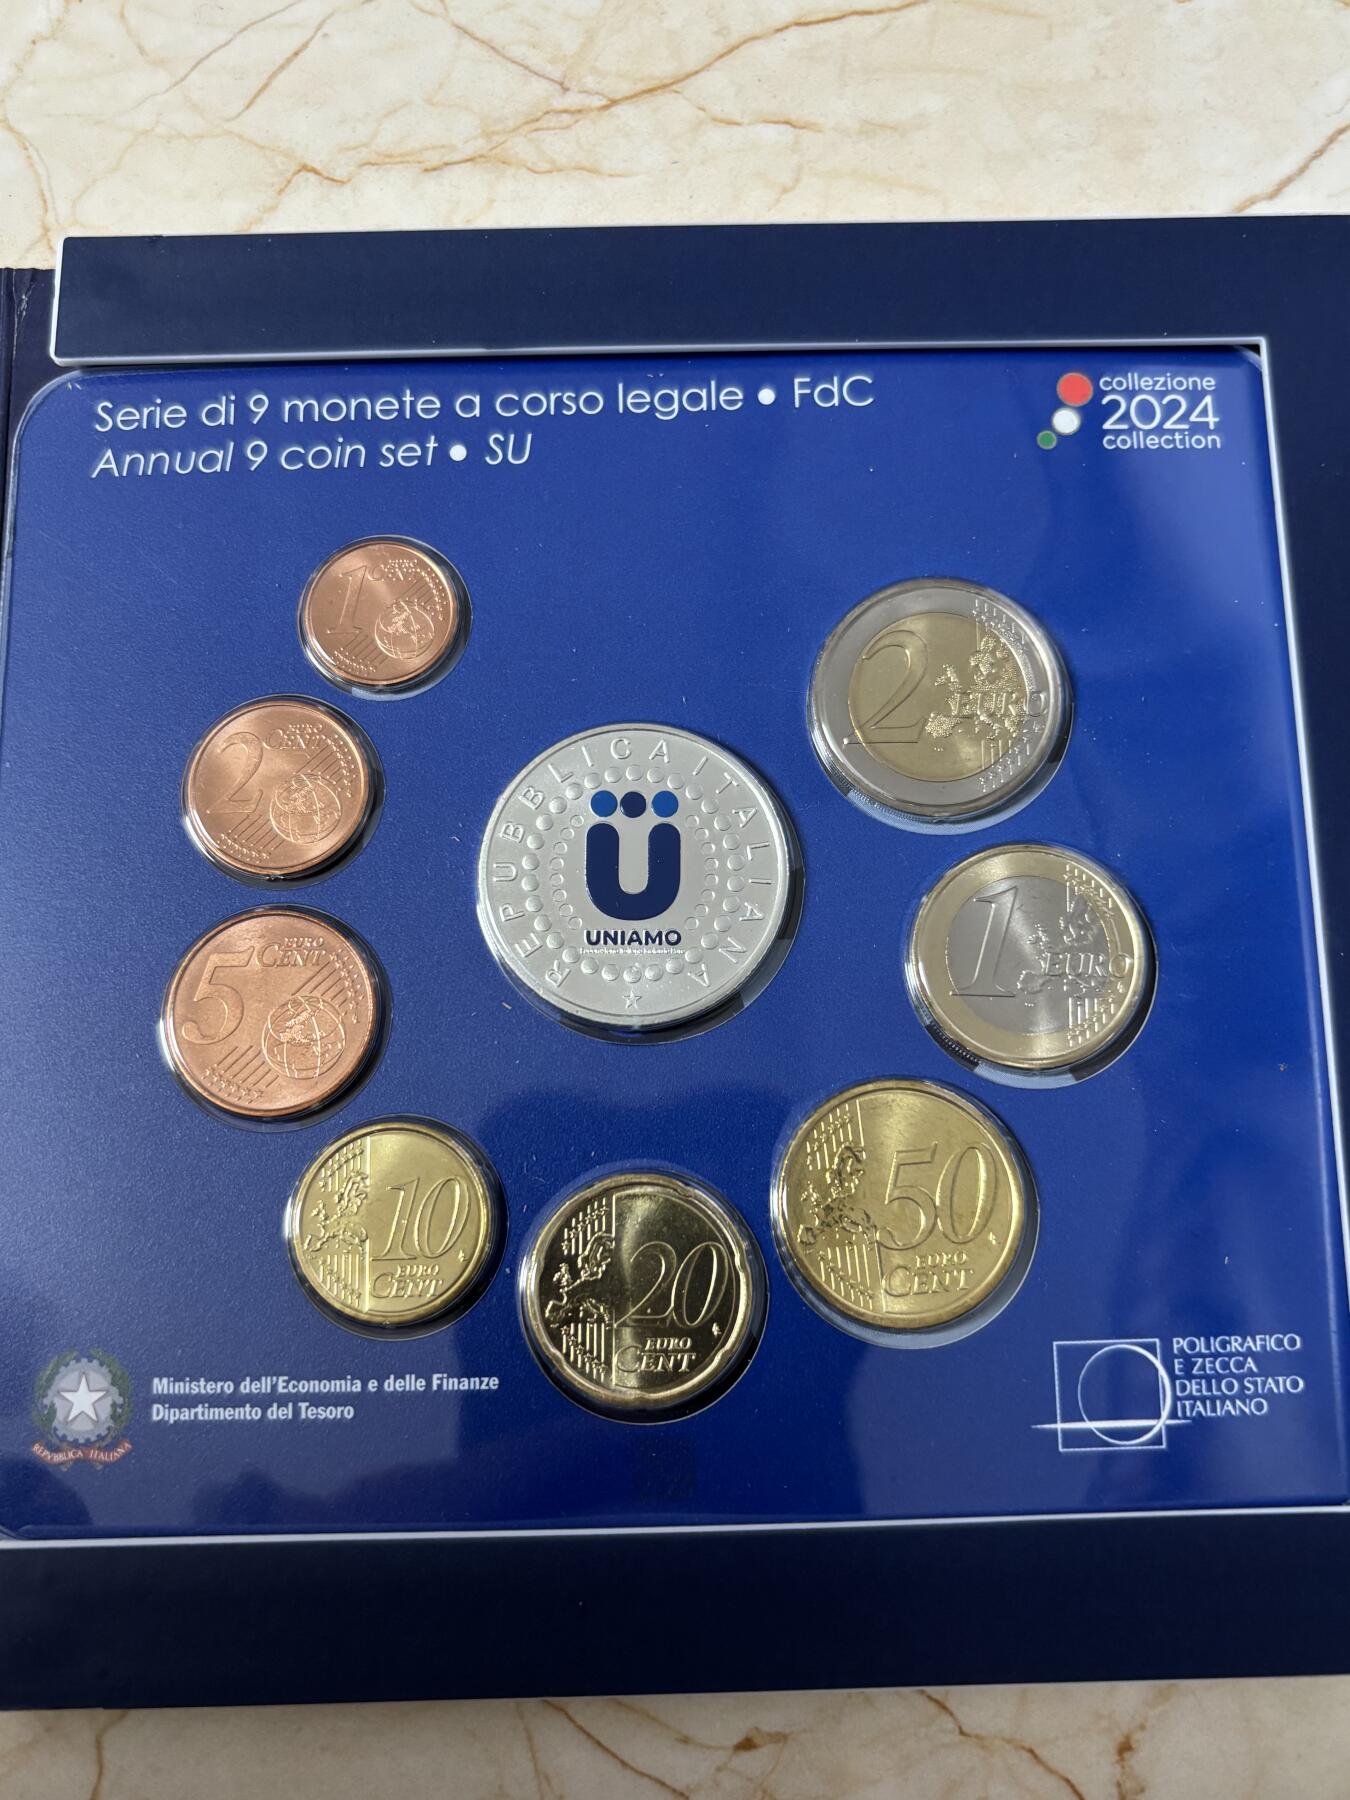 Serie di 9 monete a corso legale • FdC
Annual 9 coin set • SU
collezione
2024
collection
1 EURO CENT
2 EURO CENT
5 EURO CENT
10 EURO CENT
20 EURO CENT
50 EURO CENT
1 EURO
2 EURO
REPUBBLICA ITALIANA
UNIAMO
Ministero dell'Economia e delle Finanze
Dipartimento del Tesoro
REPVBBLICA ITALIANA
POLIGRAFICO
E ZECCA
DELLO STATO
ITALIANO